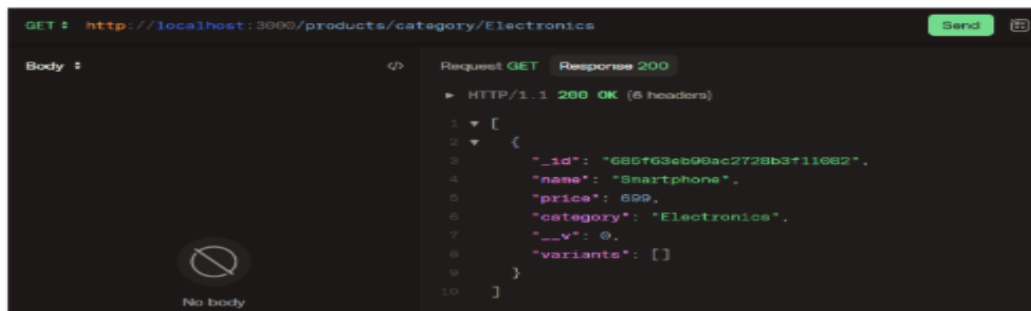 GET http://localhost:3000/products/category/Electronics Send
Body </>
Request GET Response 200
HTTP/1.1 200 OK (6 headers)
1 [
2 {
3 "_id": "685f63eb90ac2728b3f11082",
4 "name": "Smartphone",
5 "price": 699,
6 "category": "Electronics",
7 "__v": 0,
8 "variants": []
9 }
10 ]
No body